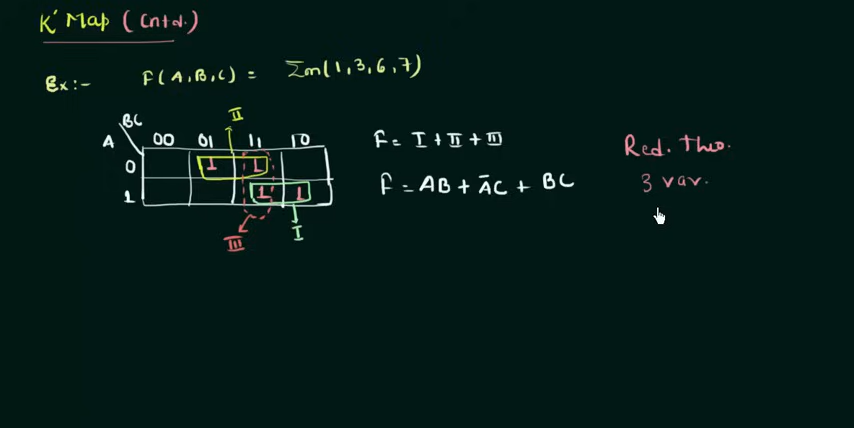 K' Map (Cntd.)
Ex:- F(A,B,C) = Σm(1,3,6,7)
II
BC
A 00 01 11 10
0 1 1
1 1 1
III I
F = I + II + III
F = AB + A̅C + BC
Red. Theo.
3 var.